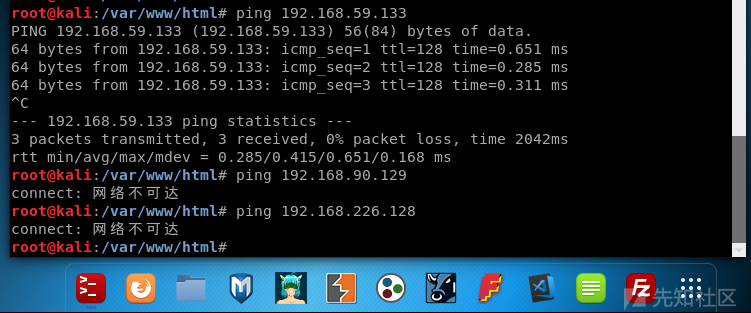 root@kali:/var/www/html# ping 192.168.59.133
PING 192.168.59.133 (192.168.59.133) 56(84) bytes of data.
64 bytes from 192.168.59.133: icmp_seq=1 ttl=128 time=0.651 ms
64 bytes from 192.168.59.133: icmp_seq=2 ttl=128 time=0.285 ms
64 bytes from 192.168.59.133: icmp_seq=3 ttl=128 time=0.311 ms
^C
--- 192.168.59.133 ping statistics ---
3 packets transmitted, 3 received, 0% packet loss, time 2042ms
rtt min/avg/max/mdev = 0.285/0.415/0.651/0.168 ms
root@kali:/var/www/html# ping 192.168.90.129
connect: 网络不可达
root@kali:/var/www/html# ping 192.168.226.128
connect: 网络不可达
root@kali:/var/www/html#
先知社区